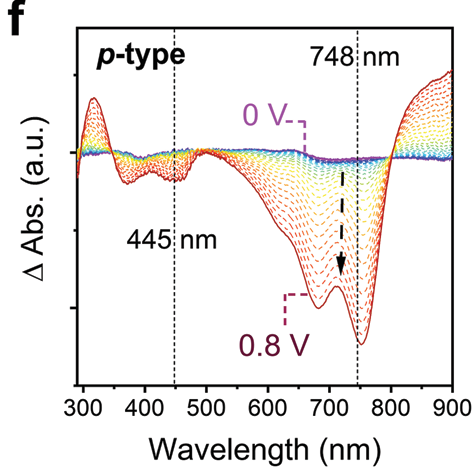 f
p-type
748 nm
0 V
445 nm
0.8 V
Δ Abs. (a.u.)
300 400 500 600 700 800 900
Wavelength (nm)